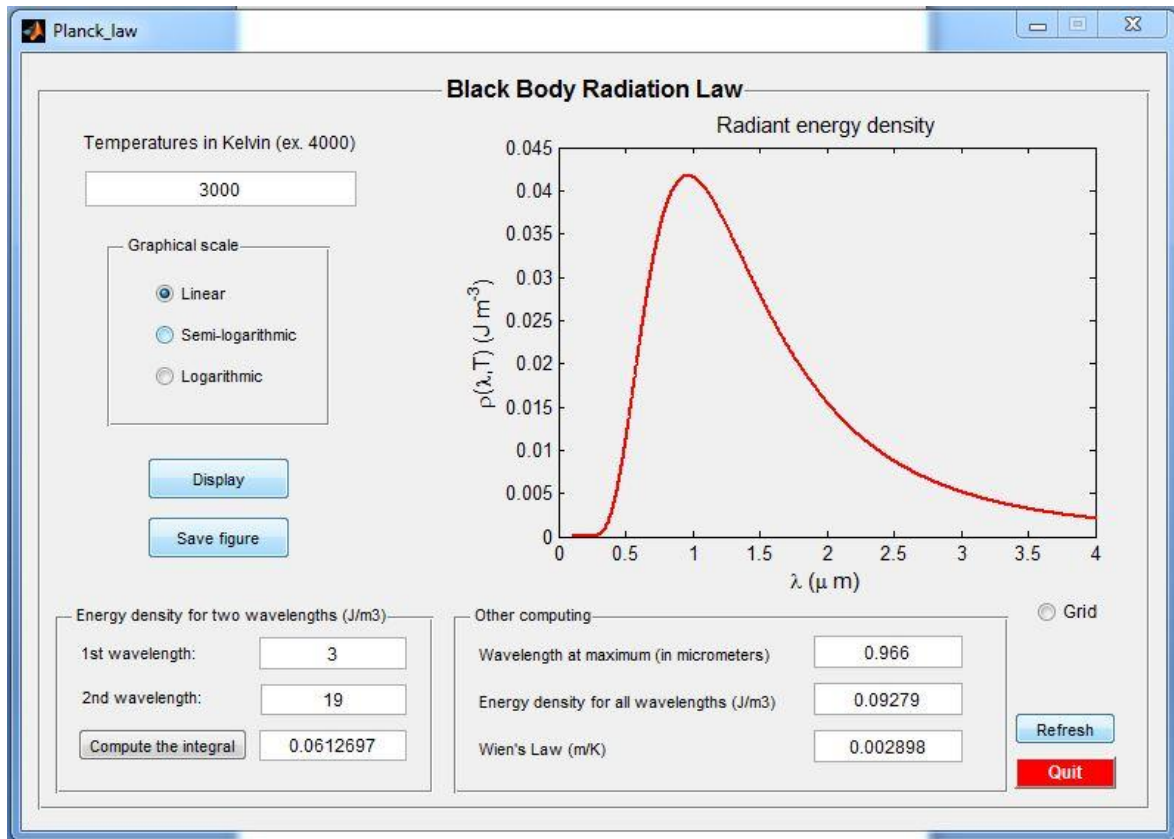 Planck_law
Black Body Radiation Law
Temperatures in Kelvin (ex. 4000)
3000
Graphical scale
Linear
Semi-logarithmic
Logarithmic
Display
Save figure
Radiant energy density
0.045
0.04
0.035
0.03
0.025
0.02
0.015
0.01
0.005
0
ρ(λ,T) (J m⁻³)
0 0.5 1 1.5 2 2.5 3 3.5 4
λ (μ m)
Grid
Energy density for two wavelengths (J/m3)
1st wavelength: 3
2nd wavelength: 19
Compute the integral 0.0612697
Other computing
Wavelength at maximum (in micrometers) 0.966
Energy density for all wavelengths (J/m3) 0.09279
Wien's Law (m/K) 0.002898
Refresh
Quit